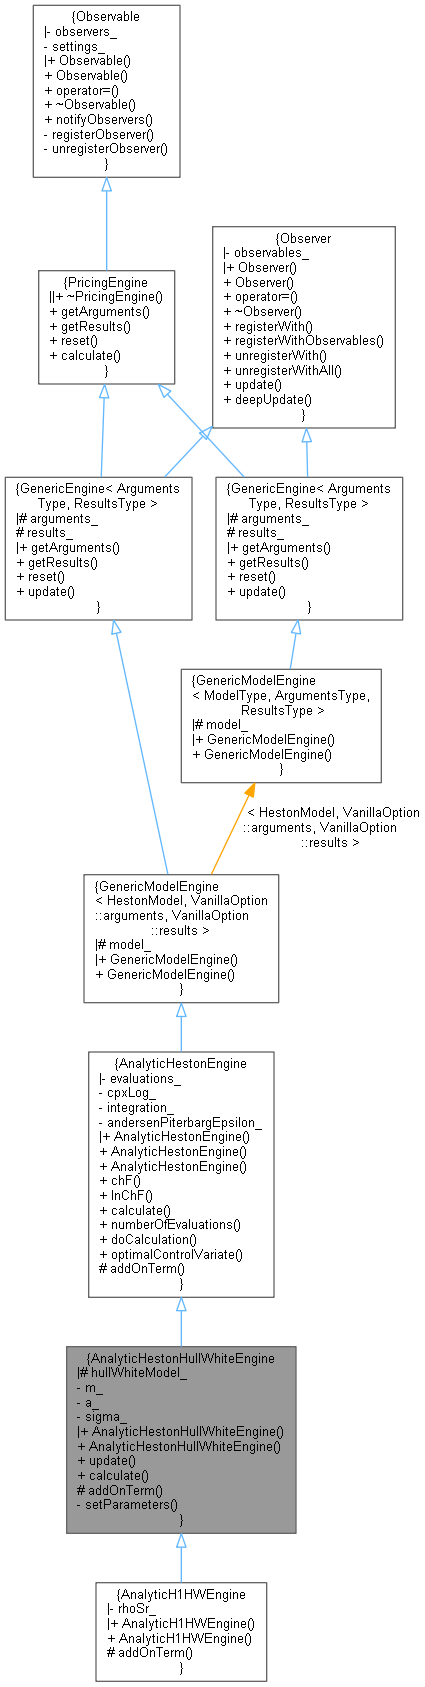 {Observable
|- observers_
- settings_
|+ Observable()
+ Observable()
+ operator=()
+ ~Observable()
+ notifyObservers()
- registerObserver()
- unregisterObserver()
}
{Observer
|- observables_
|+ Observer()
+ Observer()
+ operator=()
+ ~Observer()
+ registerWith()
+ registerWithObservables()
+ unregisterWith()
+ unregisterWithAll()
+ update()
+ deepUpdate()
}
{PricingEngine
||+ ~PricingEngine()
+ getArguments()
+ getResults()
+ reset()
+ calculate()
}
{GenericEngine< Arguments
Type, ResultsType >
|# arguments_
# results_
|+ getArguments()
+ getResults()
+ reset()
+ update()
}
{GenericEngine< Arguments
Type, ResultsType >
|# arguments_
# results_
|+ getArguments()
+ getResults()
+ reset()
+ update()
}
{GenericModelEngine
< ModelType, ArgumentsType,
ResultsType >
|# model_
|+ GenericModelEngine()
+ GenericModelEngine()
}
< HestonModel, VanillaOption
::arguments, VanillaOption
::results >
{GenericModelEngine
< HestonModel, VanillaOption
::arguments, VanillaOption
::results >
|# model_
|+ GenericModelEngine()
+ GenericModelEngine()
}
{AnalyticHestonEngine
|- evaluations_
- cpxLog_
- integration_
- andersenPiterbargEpsilon_
|+ AnalyticHestonEngine()
+ AnalyticHestonEngine()
+ AnalyticHestonEngine()
+ chF()
+ lnChF()
+ calculate()
+ numberOfEvaluations()
+ doCalculation()
+ optimalControlVariate()
# addOnTerm()
}
{AnalyticHestonHullWhiteEngine
|# hullWhiteModel_
- m_
- a_
- sigma_
|+ AnalyticHestonHullWhiteEngine()
+ AnalyticHestonHullWhiteEngine()
+ update()
+ calculate()
# addOnTerm()
- setParameters()
}
{AnalyticH1HWEngine
|- rhoSr_
|+ AnalyticH1HWEngine()
+ AnalyticH1HWEngine()
# addOnTerm()
}